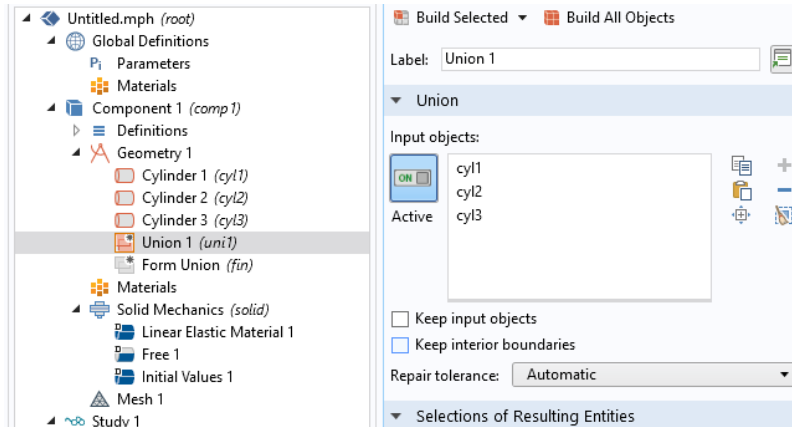 Untitled.mph (root)
Global Definitions
Pi Parameters
Materials
Component 1 (comp1)
Definitions
Geometry 1
Cylinder 1 (cyl1)
Cylinder 2 (cyl2)
Cylinder 3 (cyl3)
Union 1 (uni1)
Form Union (fin)
Materials
Solid Mechanics (solid)
D Linear Elastic Material 1
D Free 1
D Initial Values 1
Mesh 1
Study 1
Build Selected Build All Objects
Label: Union 1
Union
Input objects:
ON
Active
cyl1
cyl2
cyl3
Keep input objects
Keep interior boundaries
Repair tolerance: Automatic
Selections of Resulting Entities